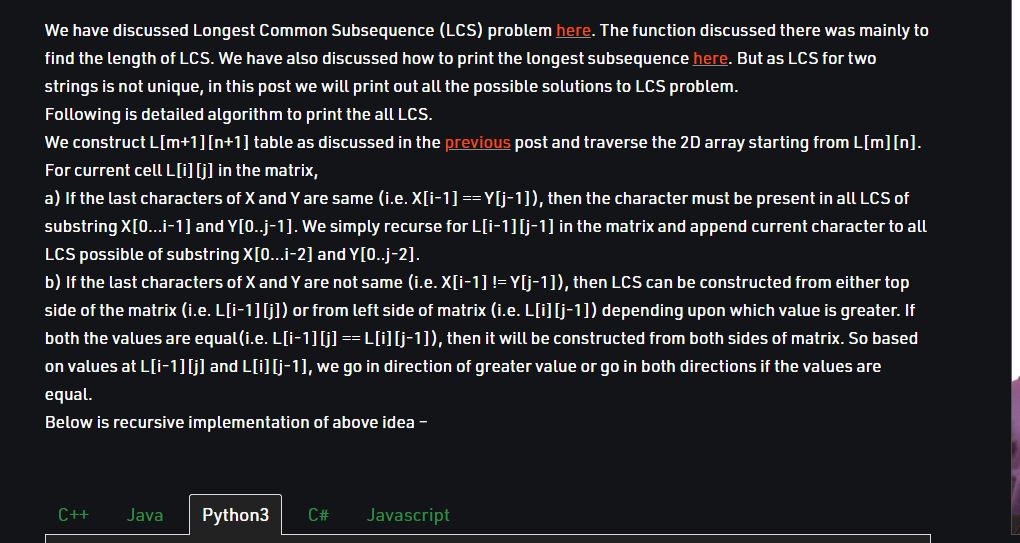 We have discussed Longest Common Subsequence (LCS) problem here. The function discussed there was mainly to
find the length of LCS. We have also discussed how to print the longest subsequence here. But as LCS for two
strings is not unique, in this post we will print out all the possible solutions to LCS problem.
Following is detailed algorithm to print the all LCS.
We construct L[m+1][n+1] table as discussed in the previous post and traverse the 2D array starting from L[m][n].
For current cell L[i][j] in the matrix,
a) If the last characters of X and Y are same (i.e. X[i-1] == Y[j-1]), then the character must be present in all LCS of
substring X[0...i-1] and Y[0..j-1]. We simply recurse for L[i-1][j-1] in the matrix and append current character to all
LCS possible of substring X[0...i-2] and Y[0..j-2].
b) If the last characters of X and Y are not same (i.e. X[i-1] != Y[j-1]), then LCS can be constructed from either top
side of the matrix (i.e. L[i-1][j]) or from left side of matrix (i.e. L[i][j-1]) depending upon which value is greater. If
both the values are equal(i.e. L[i-1][j] == L[i][j-1]), then it will be constructed from both sides of matrix. So based
on values at L[i-1][j] and L[i][j-1], we go in direction of greater value or go in both directions if the values are
equal.
Below is recursive implementation of above idea –
C++ Java Python3 C# Javascript